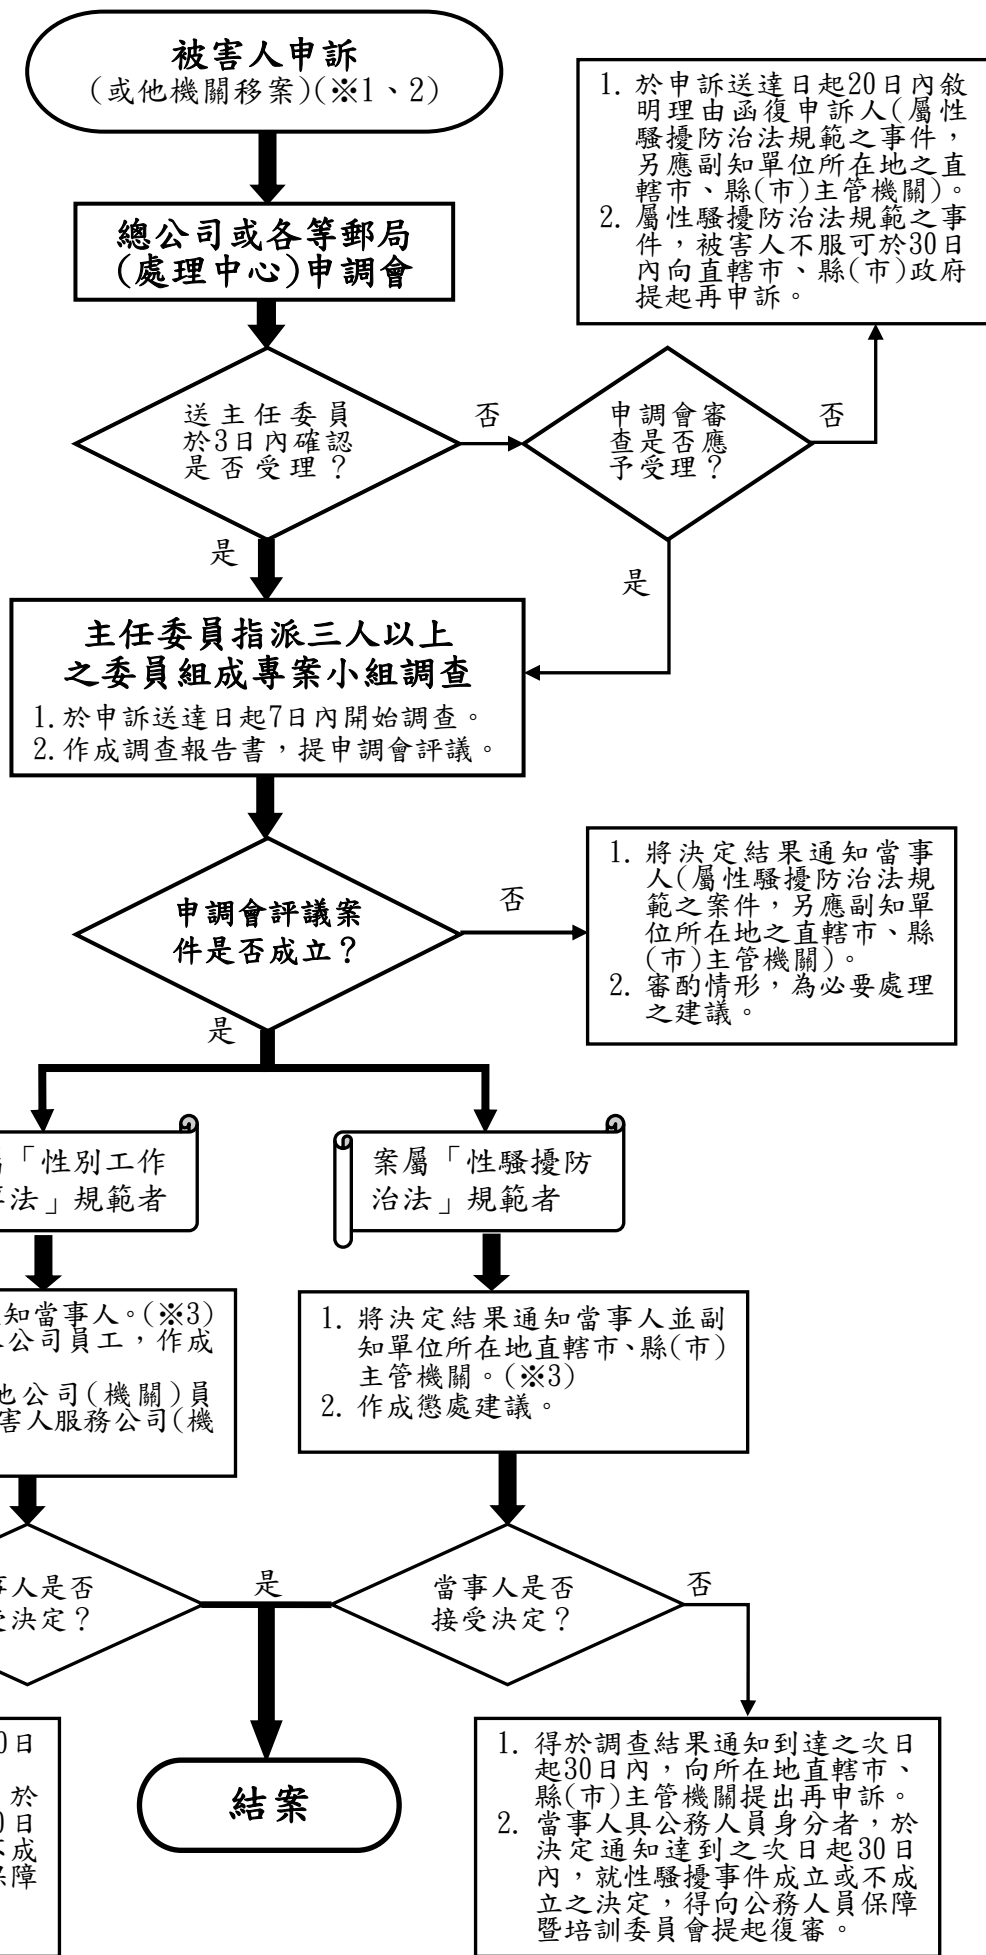 被害人申訴
(或他機關移案)(※1、2)
1. 於申訴送達日起20日內敘
明理由函復申訴人(屬性
騷擾防治法規範之事件,
另應副知單位所在地之直
轄市、縣(市)主管機關)。
2. 屬性騷擾防治法規範之事
件,被害人不服可於30日
內向直轄市、縣(市)政府
提起再申訴。
總公司或各等郵局
(處理中心)申調會
送主任委員
於3日內確認
是否受理？
否
申調會審
查是否應
予受理？
否
是
是
主任委員指派三人以上
之委員組成專案小組調查
1. 於申訴送達日起7日內開始調查。
2. 作成調查報告書,提申調會評議。
申調會評議案
件是否成立？
否
1. 將決定結果通知當事
人(屬性騷擾防治法規
範之案件,另應副知單
位所在地之直轄市、縣
(市)主管機關)。
2. 審酌情形,為必要處理
之建議。
是
「性別工作
法」規範者
案屬「性騷擾防
治法」規範者
知當事人。(※3)
公司員工,作成
他公司(機關)員
害人服務公司(機
1. 將決定結果通知當事人並副
知單位所在地直轄市、縣(市)
主管機關。(※3)
2. 作成懲處建議。
人是否
決定？
是
當事人是否
接受決定？
否
0日
於
0日
不成
保障
結案
1. 得於調查結果通知到達之次日
起30日內,向所在地直轄市、
縣(市)主管機關提出再申訴。
2. 當事人具公務人員身分者,於
決定通知達到之次日起30日
內,就性騷擾事件成立或不成
立之決定,得向公務人員保障
暨培訓委員會提起復審。